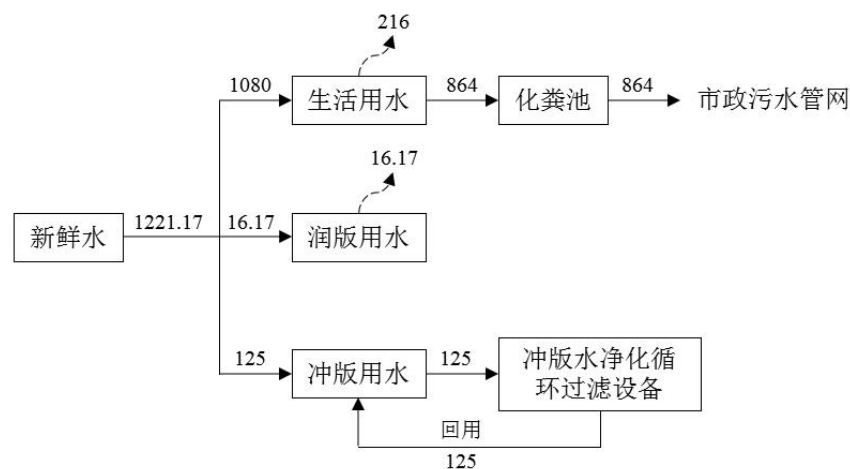 216
1080
生活用水
864
化粪池
864
市政污水管网
16.17
新鲜水
1221.17
16.17
润版用水
125
冲版用水
125
冲版水净化循
环过滤设备
回用
125